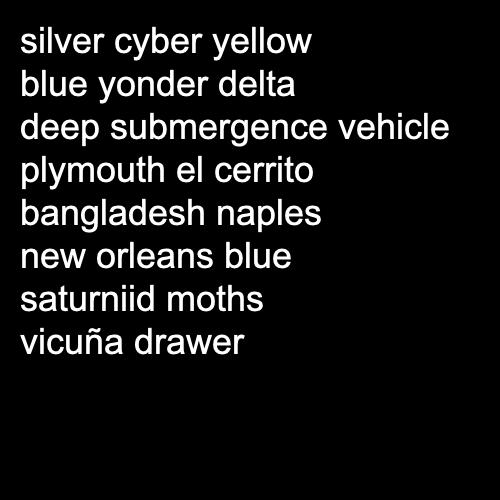 silver cyber yellow
blue yonder delta
deep submergence vehicle
plymouth el cerrito
bangladesh naples
new orleans blue
saturniid moths
vicuña drawer